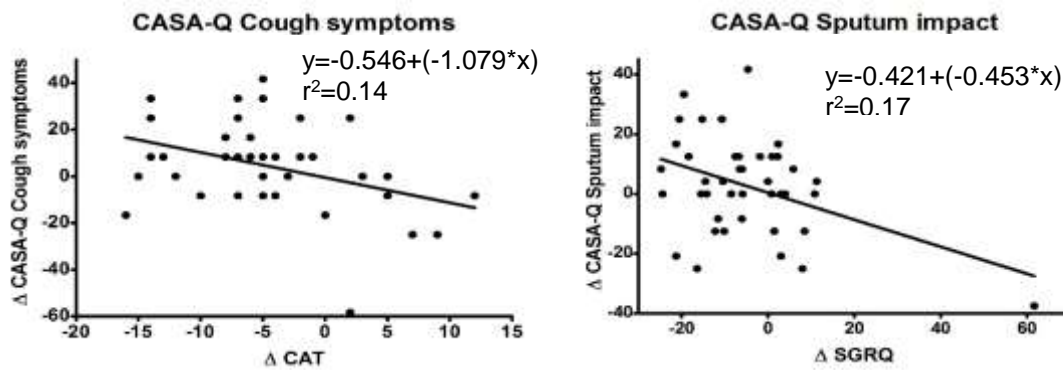 CASA-Q Cough symptoms
y=-0.546+(-1.079*x)
r²=0.14
Δ CASA-Q Cough symptoms
40
20
0
-20
-40
-60
-20 -15 -10 -5 0 5 10 15
Δ CAT
CASA-Q Sputum impact
y=-0.421+(-0.453*x)
r²=0.17
Δ CASA-Q Sputum impact
40
20
0
-20
-40
-20 0 20 40 60
Δ SGRQ